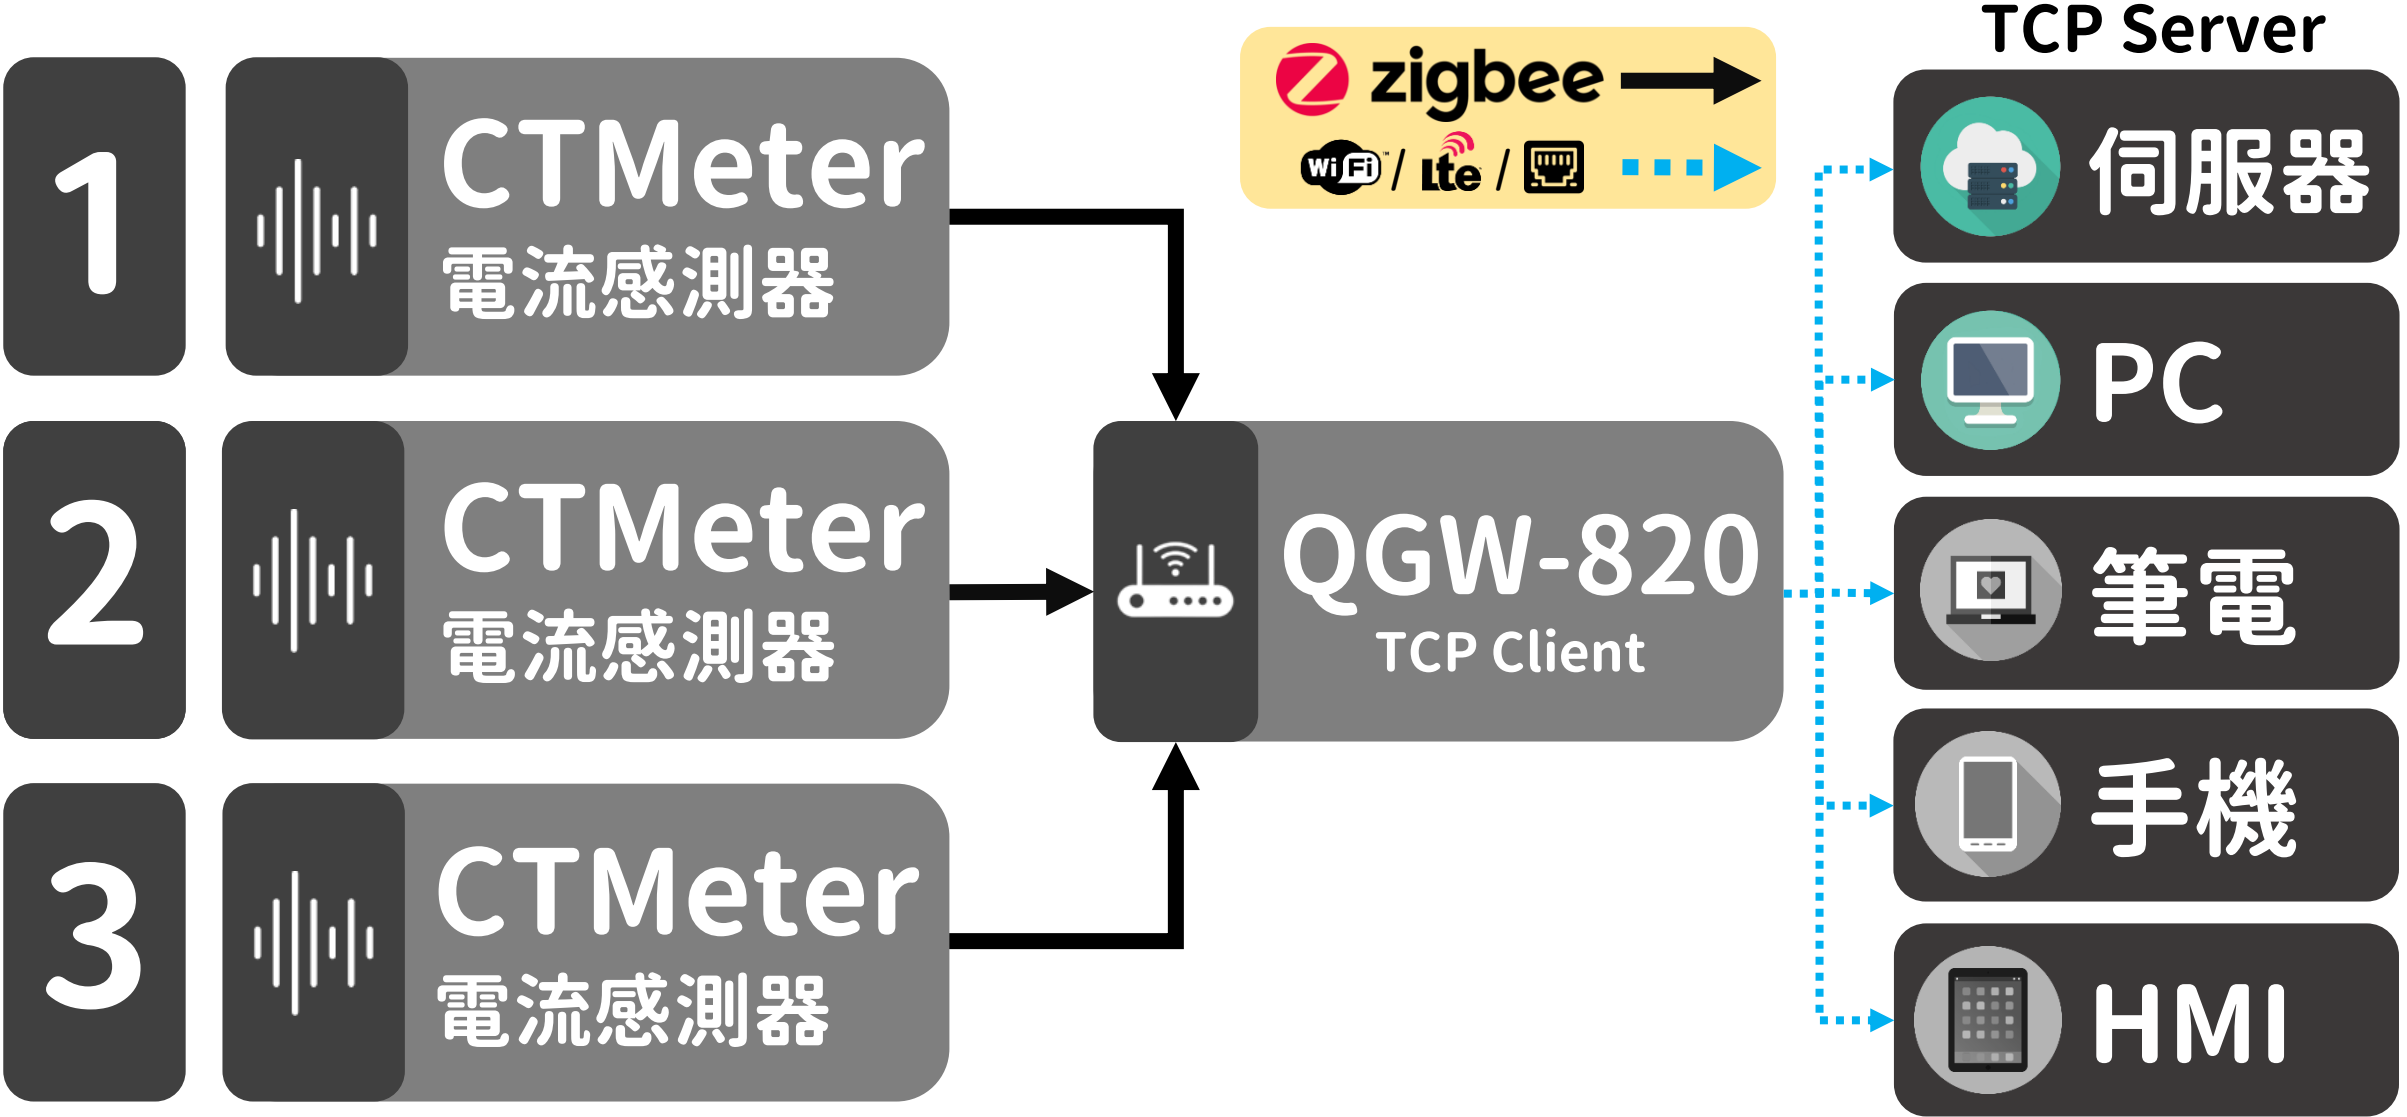 TCP Server
zigbee
WiFi™ / Lte /
1
CTMeter
電流感測器
2
CTMeter
電流感測器
3
CTMeter
電流感測器
QGW-820
TCP Client
伺服器
PC
筆電
手機
HMI